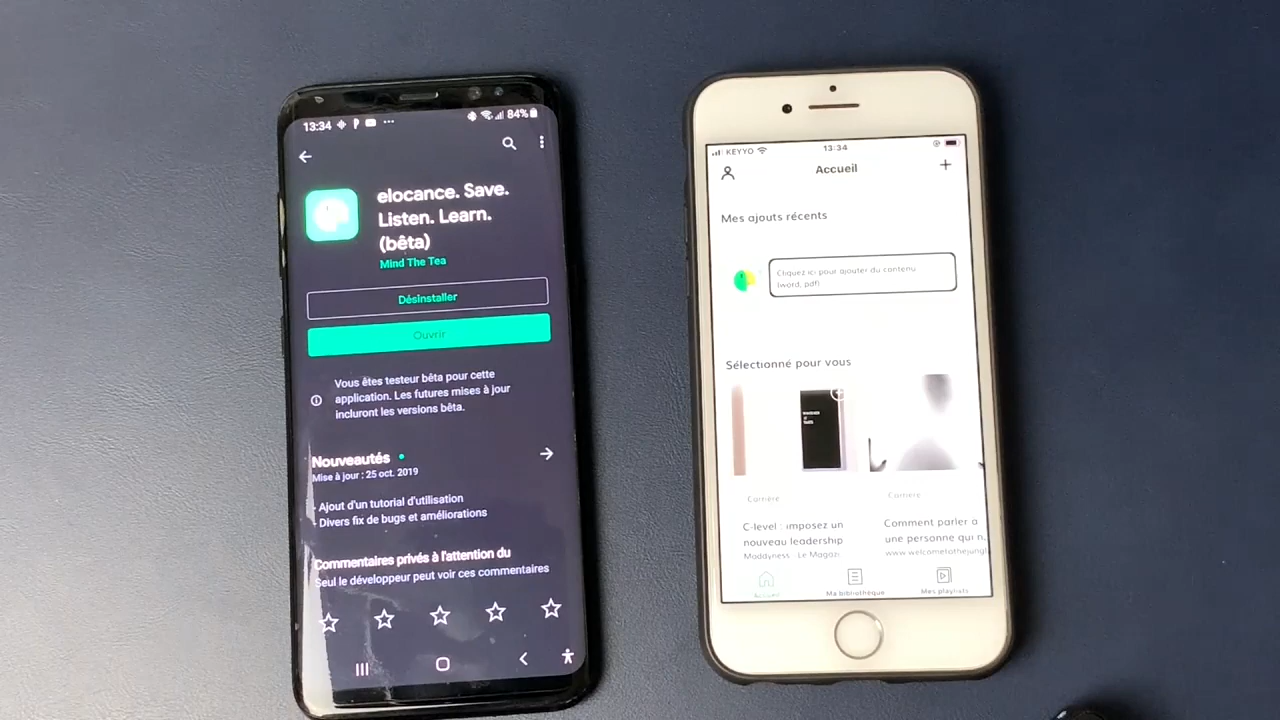 13:34
84%
elocance. Save.
Listen. Learn.
(bêta)
Mind The Tea
Désinstaller
Ouvrir
Vous êtes testeur bêta pour cette
application. Les futures mises à jour
incluront les versions bêta.
Nouveautés
Mise à jour : 25 oct. 2019
- Ajout d'un tutorial d'utilisation
- Divers fix de bugs et améliorations
Commentaires privés à l'attention du
Seul le développeur peut voir ces commentaires
KEYYO
13:34
Accueil
Mes ajouts récents
Cliquez ici pour ajouter du contenu
(word, pdf)
Sélectionné pour vous
Carrière
Carrière
C-level : imposez un
nouveau leadership
Maddyness - Le Magazi
Comment parler a
une personne qui n.
www.welcometothejungl
Accueil
Ma bibliothèque
Mes playlists